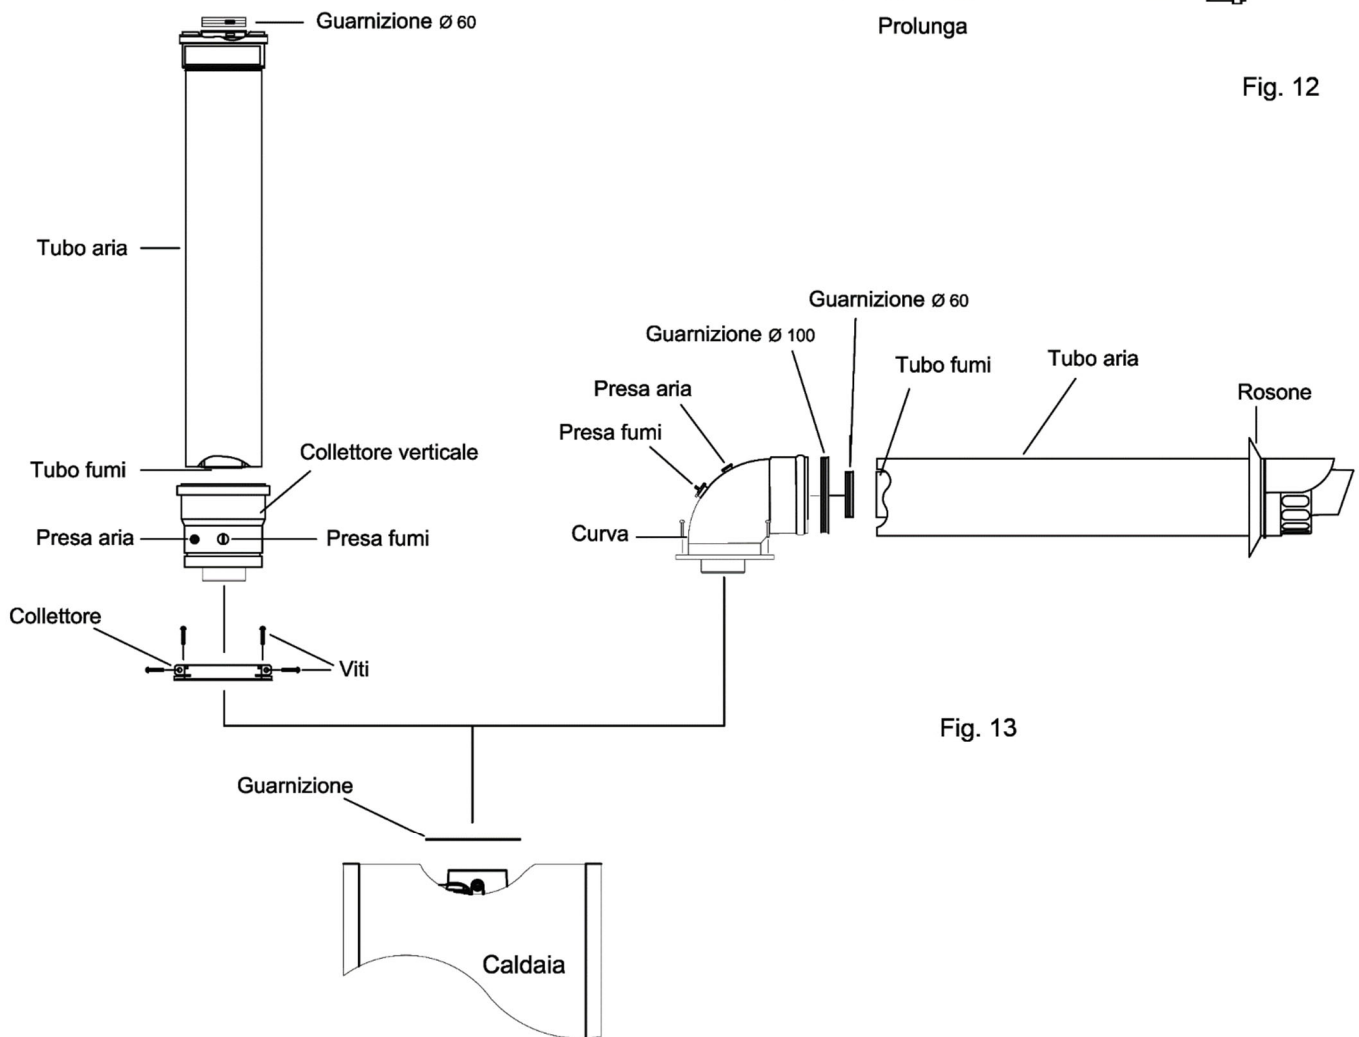 Guarnizione Ø 60
Prolunga
Fig. 12
Tubo aria
Guarnizione Ø 60
Guarnizione Ø 100
Tubo fumi
Tubo aria
Presa aria
Rosone
Presa fumi
Collettore verticale
Tubo fumi
Presa aria
Presa fumi
Curva
Collettore
Viti
Fig. 13
Guarnizione
Caldaia